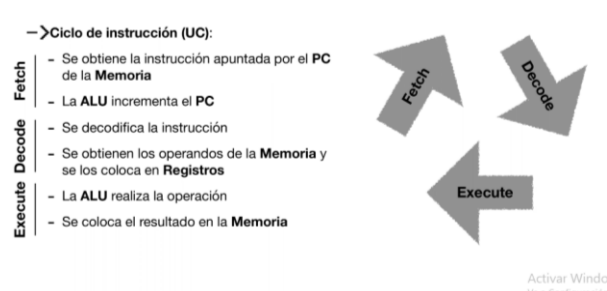 Ciclo de instrucción (UC):
Fetch
- Se obtiene la instrucción apuntada por el PC
de la Memoria
- La ALU incrementa el PC
Decode
- Se decodifica la instrucción
- Se obtienen los operandos de la Memoria y
se los coloca en Registros
Execute
- La ALU realiza la operación
- Se coloca el resultado en la Memoria
Fetch
Decode
Execute
Activar Windo